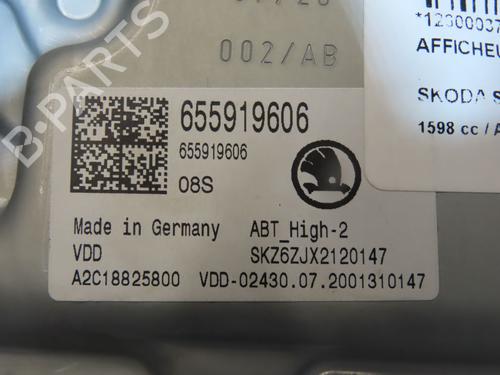 002/AB
AFFICHEU
SKODA S
1598 cc / A
655919606
655919606
08S
Made in Germany ABT_High-2
VDD SKZ6ZJX2120147
A2C18825800 VDD-02430.07.2001310147
B-PARTS